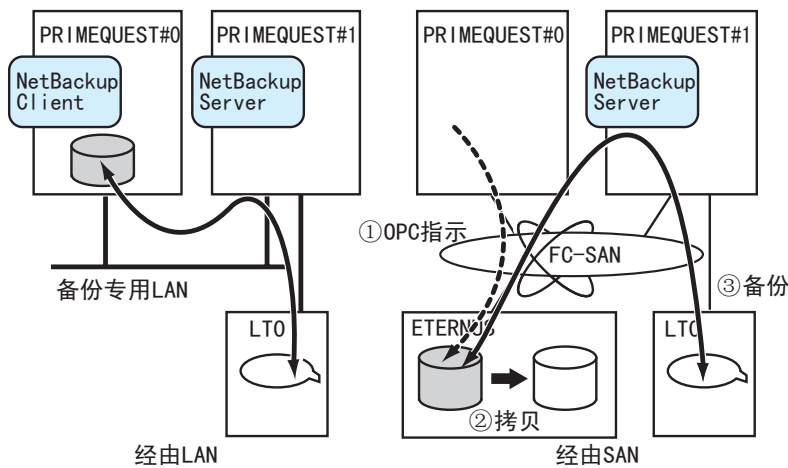 PRIMEQUEST#0
PRIMEQUEST#1
NetBackup
Client
NetBackup
Server
备份专用LAN
LTO
经由LAN
PRIMEQUEST#0
PRIMEQUEST#1
NetBackup
Server
①OPC指示
FC-SAN
③备份
ETERNUS
LTO
②拷贝
经由SAN